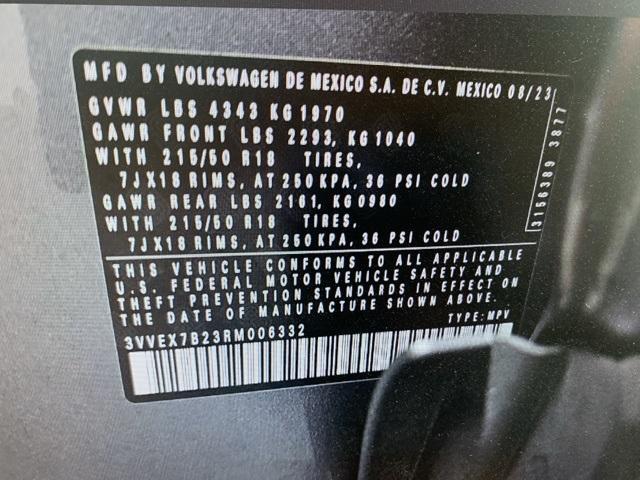 MFD BY VOLKSWAGEN DE MEXICO S.A. DE C.V. MEXICO 08/23
GVWR LBS 4343 KG 1970
GAWR FRONT LBS 2293, KG 1040
WITH 215/50 R18 TIRES,
7JX18 RIMS, AT 250 KPA, 36 PSI COLD
GAWR REAR LBS 2161, KG 0980
WITH 215/50 R18 TIRES,
7JX18 RIMS, AT 250 KPA, 36 PSI COLD
3156389 3877
THIS VEHICLE CONFORMS TO ALL APPLICABLE
U.S. FEDERAL MOTOR VEHICLE SAFETY AND
THEFT PREVENTION STANDARDS IN EFFECT ON
THE DATE OF MANUFACTURE SHOWN ABOVE.
3VVEX7B23RM006332 TYPE: MPV